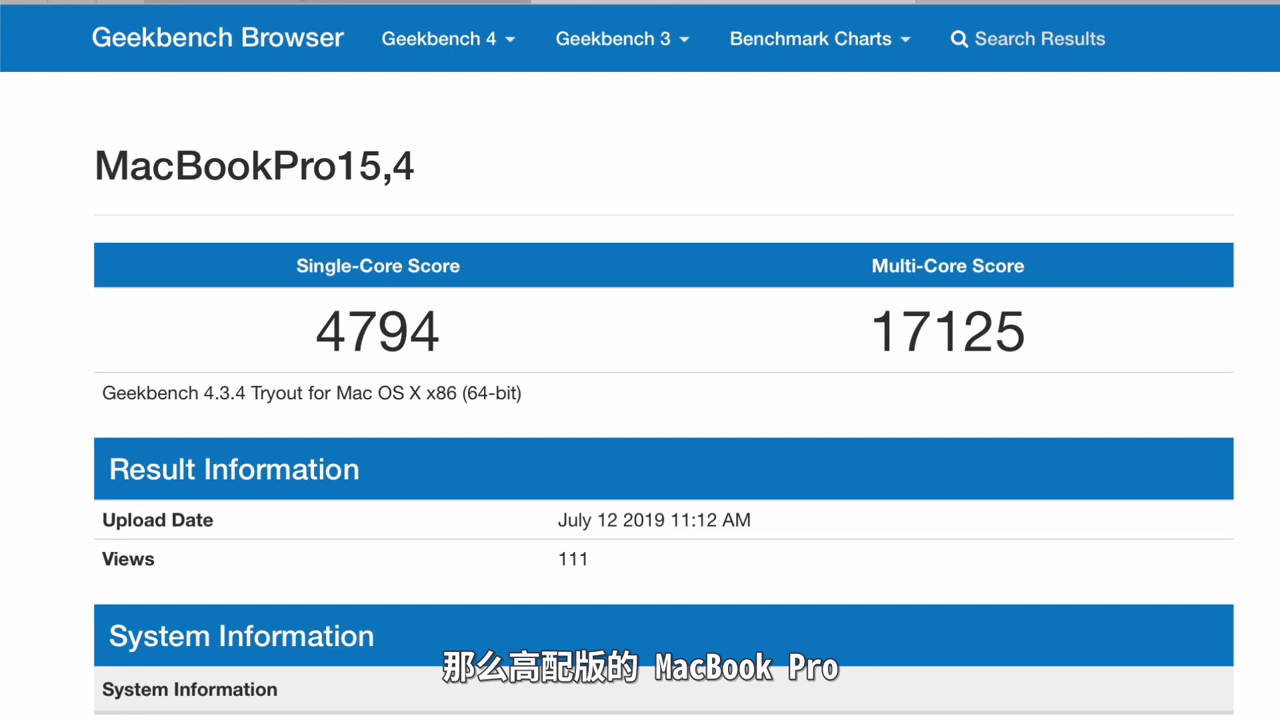 Geekbench Browser Geekbench 4 Geekbench 3 Benchmark Charts Search Results
MacBookPro15,4
Single-Core Score Multi-Core Score
4794 17125
Geekbench 4.3.4 Tryout for Mac OS X x86 (64-bit)
Result Information
Upload Date July 12 2019 11:12 AM
Views 111
System Information
那么高配版的 MacBook Pro
System Information